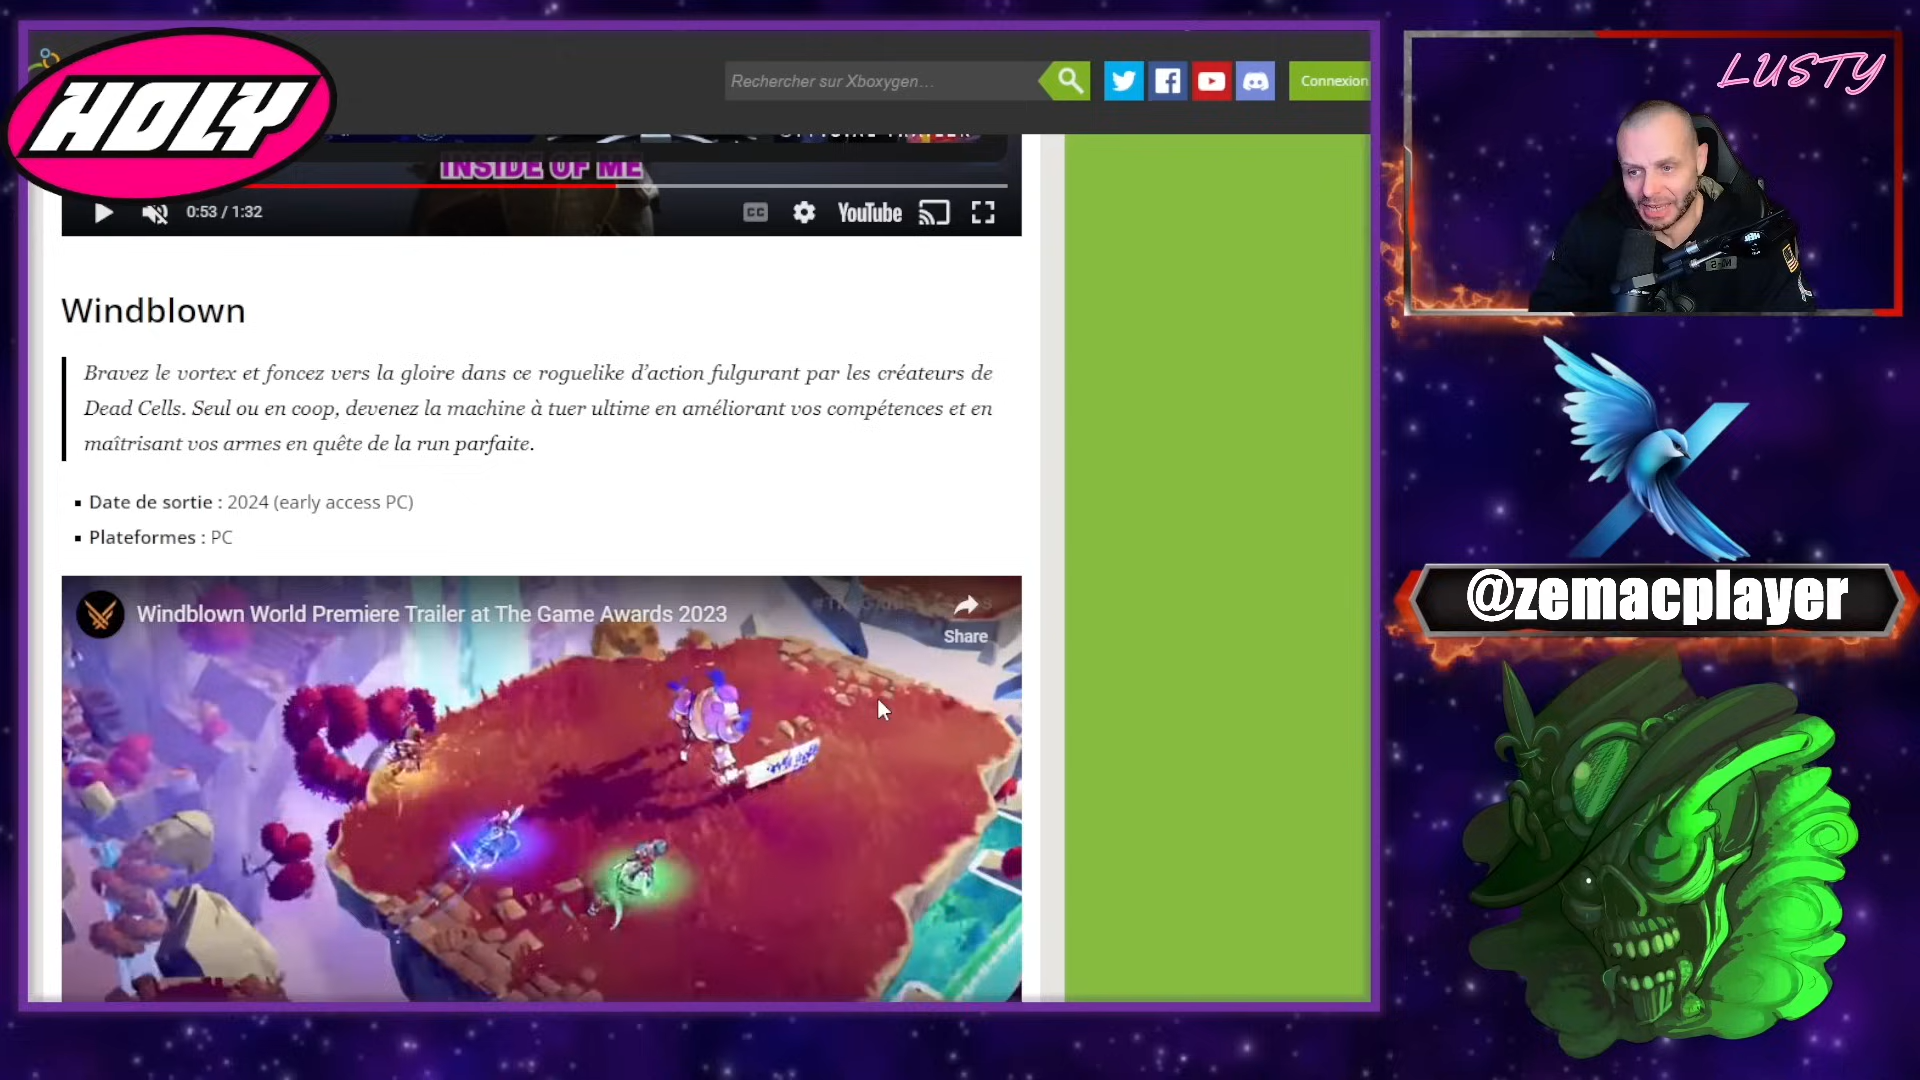 HOLY
Rechercher sur Xboxygen...
Connexion
INSIDE OF ME
0:53 / 1:32
CC
YouTube
Windblown
Bravez le vortex et foncez vers la gloire dans ce roguelike d'action fulgurant par les créateurs de
Dead Cells. Seul ou en coop, devenez la machine à tuer ultime en améliorant vos compétences et en
maîtrisant vos armes en quête de la run parfaite.
Date de sortie : 2024 (early access PC)
Plateformes : PC
Windblown World Premiere Trailer at The Game Awards 2023
Share
LUSTY
@zemacplayer